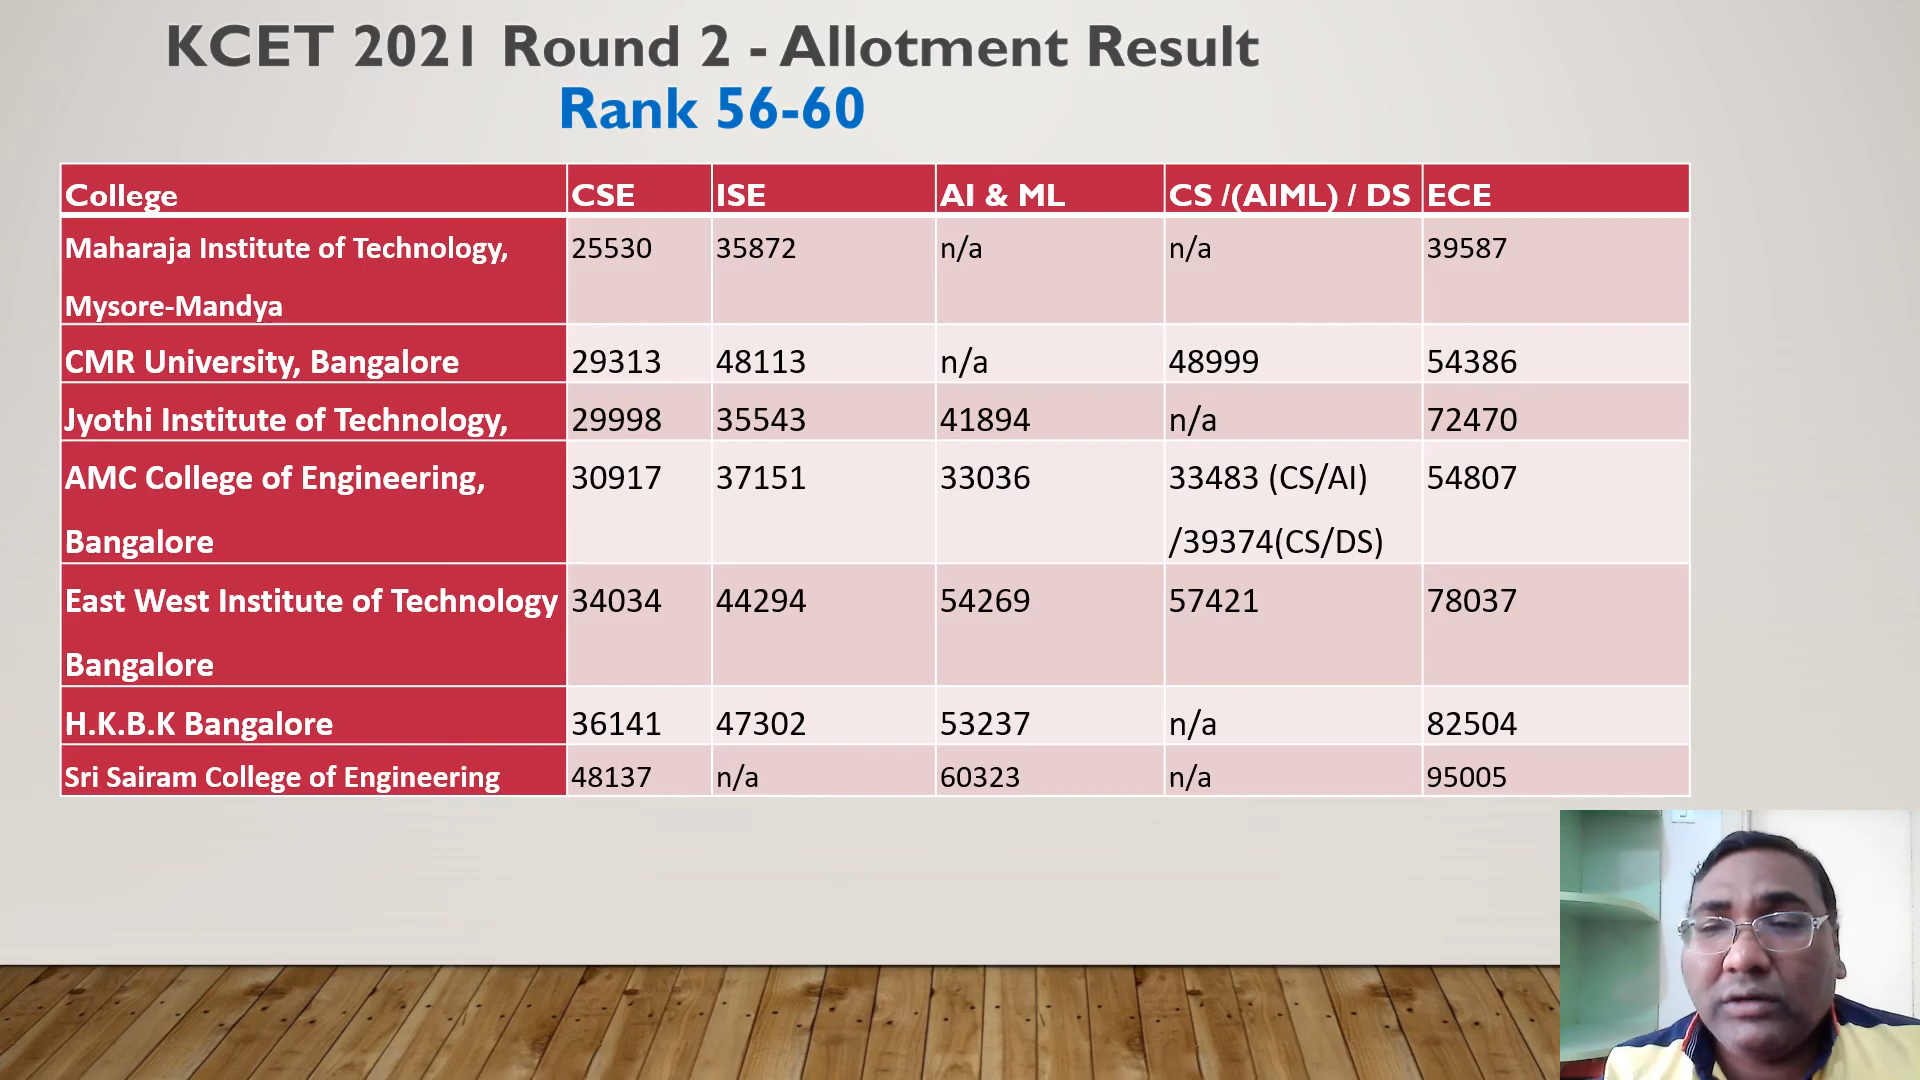 KCET 2021 Round 2 - Allotment Result
Rank 56-60
College CSE ISE AI & ML CS /(AIML) / DS ECE
Maharaja Institute of Technology, 25530 35872 n/a n/a 39587
Mysore-Mandya
CMR University, Bangalore 29313 48113 n/a 48999 54386
Jyothi Institute of Technology, 29998 35543 41894 n/a 72470
AMC College of Engineering, 30917 37151 33036 33483 (CS/AI) 54807
Bangalore /39374(CS/DS)
East West Institute of Technology 34034 44294 54269 57421 78037
Bangalore
H.K.B.K Bangalore 36141 47302 53237 n/a 82504
Sri Sairam College of Engineering 48137 n/a 60323 n/a 95005